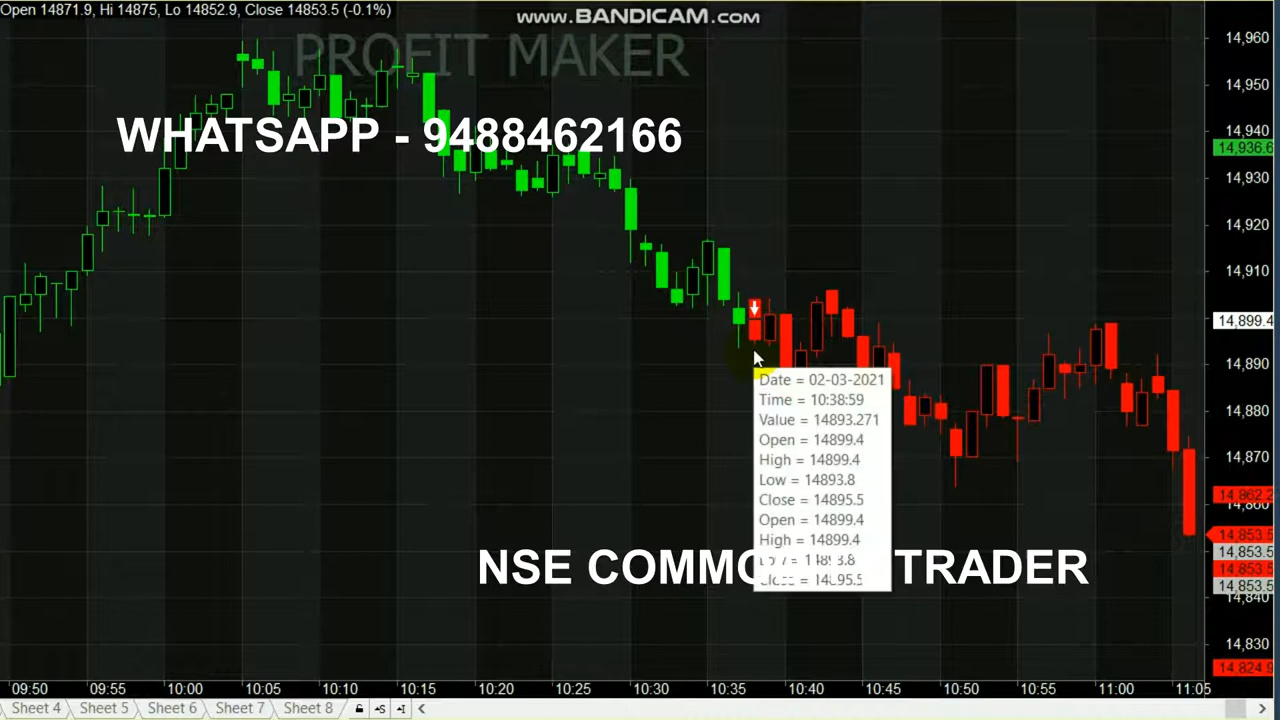 Open 14871.9, Hi 14875, Lo 14852.9, Close 14853.5 (-0.1%)
www.BANDICAM.com
PROFIT MAKER
WHATSAPP - 9488462166
14,960
14,950
14,940
14,936.6
14,930
14,920
14,910
14,899.4
14,890
14,880
14,870
14,862.2
14,860
14,853.5
14,853.5
14,853.5
14,853.5
14,840
14,830
14,824.9
Date = 02-03-2021
Time = 10:38:59
Value = 14893.271
Open = 14899.4
High = 14899.4
Low = 14893.8
Close = 14895.5
Open = 14899.4
High = 14899.4
NSE TRADER
Close = 14895.5
09:50 09:55 10:00 10:05 10:10 10:15 10:20 10:25 10:30 10:35 10:40 10:45 10:50 10:55 11:00 11:05
Sheet 4 Sheet 5 Sheet 6 Sheet 7 Sheet 8